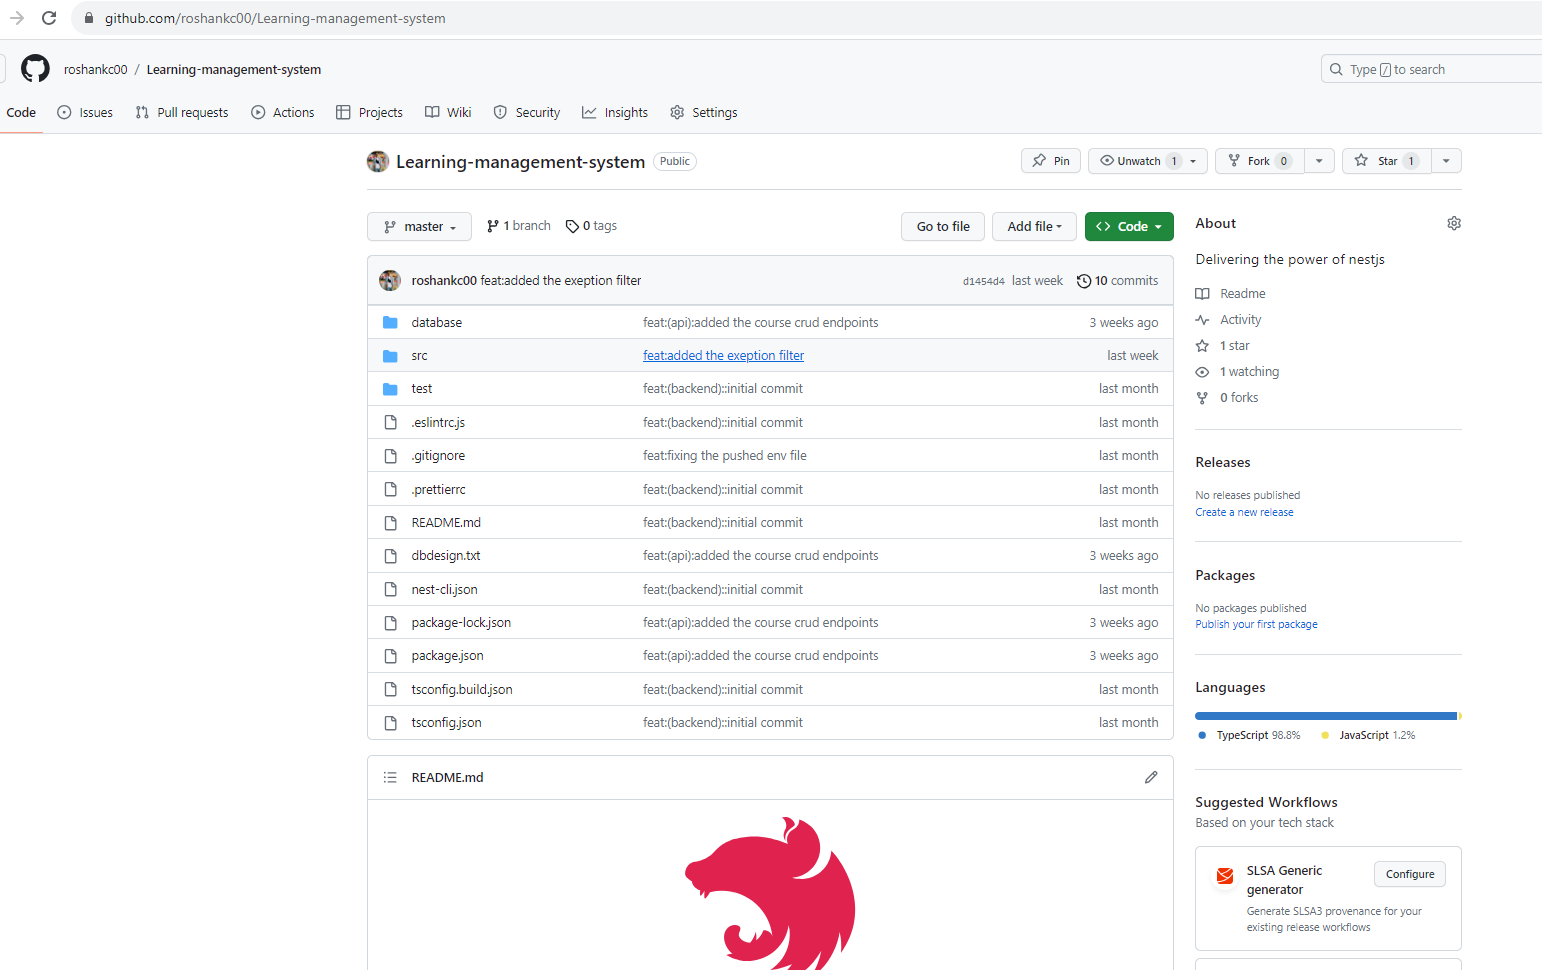 github.com/roshankc00/Learning-management-system
roshankc00 / Learning-management-system
Type / to search
Code Issues Pull requests Actions Projects Wiki Security Insights Settings
Learning-management-system Public
Pin Unwatch 1 Fork 0 Star 1
master 1 branch 0 tags Go to file Add file Code
roshankc00 feat:added the exeption filter d1454d4 last week 10 commits
database feat:(api):added the course crud endpoints 3 weeks ago
src feat:added the exeption filter last week
test feat:(backend)::initial commit last month
.eslintrc.js feat:(backend)::initial commit last month
.gitignore feat:fixing the pushed env file last month
.prettierrc feat:(backend)::initial commit last month
README.md feat:(backend)::initial commit last month
dbdesign.txt feat:(api):added the course crud endpoints 3 weeks ago
nest-cli.json feat:(backend)::initial commit last month
package-lock.json feat:(api):added the course crud endpoints 3 weeks ago
package.json feat:(api):added the course crud endpoints 3 weeks ago
tsconfig.build.json feat:(backend)::initial commit last month
tsconfig.json feat:(backend)::initial commit last month
README.md
About
Delivering the power of nestjs
Readme
Activity
1 star
1 watching
0 forks
Releases
No releases published
Create a new release
Packages
No packages published
Publish your first package
Languages
TypeScript 98.8% JavaScript 1.2%
Suggested Workflows
Based on your tech stack
SLSA Generic
generator
Configure
Generate SLSA3 provenance for your
existing release workflows